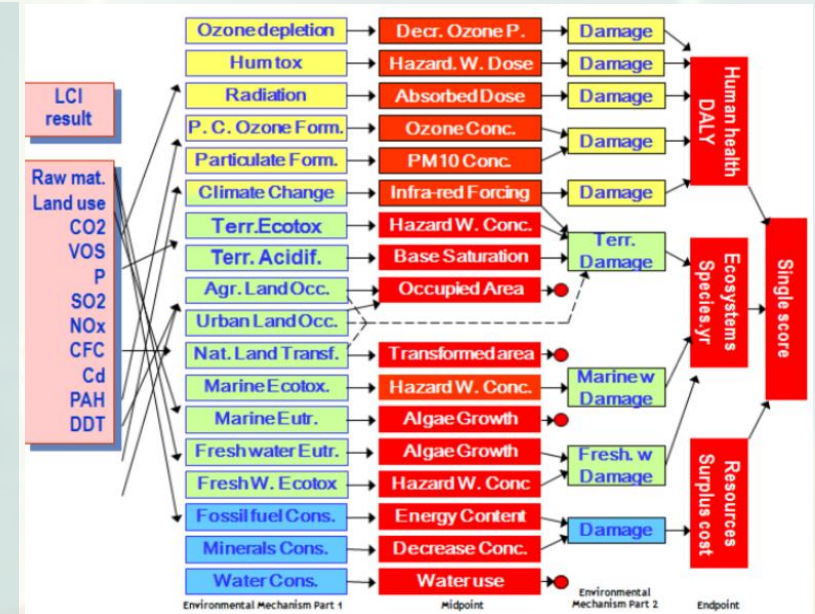 LCI
result
Raw mat.
Land use
CO2
VOS
P
SO2
NOx
CFC
Cd
PAH
DDT
Ozone depletion
Hum tox
Radiation
P. C. Ozone Form.
Particulate Form.
Climate Change
Terr.Ecotox
Terr. Acidif.
Agr. Land Occ.
Urban Land Occ.
Nat. Land Transf.
Marine Ecotox.
Marine Eutr.
Freshwater Eutr.
Fresh W. Ecotox
Fossil fuel Cons.
Minerals Cons.
Water Cons.
Environmental Mechanism Part 1
Decr. Ozone P.
Hazard. W. Dose
Absorbed Dose
Ozone Conc.
PM10 Conc.
Infra-red Forcing
Hazard W. Conc.
Base Saturation
Occupied Area
Transformed area
Hazard W. Conc.
Algae Growth
Algae Growth
Hazard W. Conc
Energy Content
Decrease Conc.
Water use
Midpoint
Damage
Damage
Damage
Damage
Damage
Terr.
Damage
Marine w
Damage
Fresh. w
Damage
Damage
Environmental
Mechanism Part 2
Human health
DALY
Ecosystems
Species.yr
Resources
Surplus cost
Endpoint
Single score